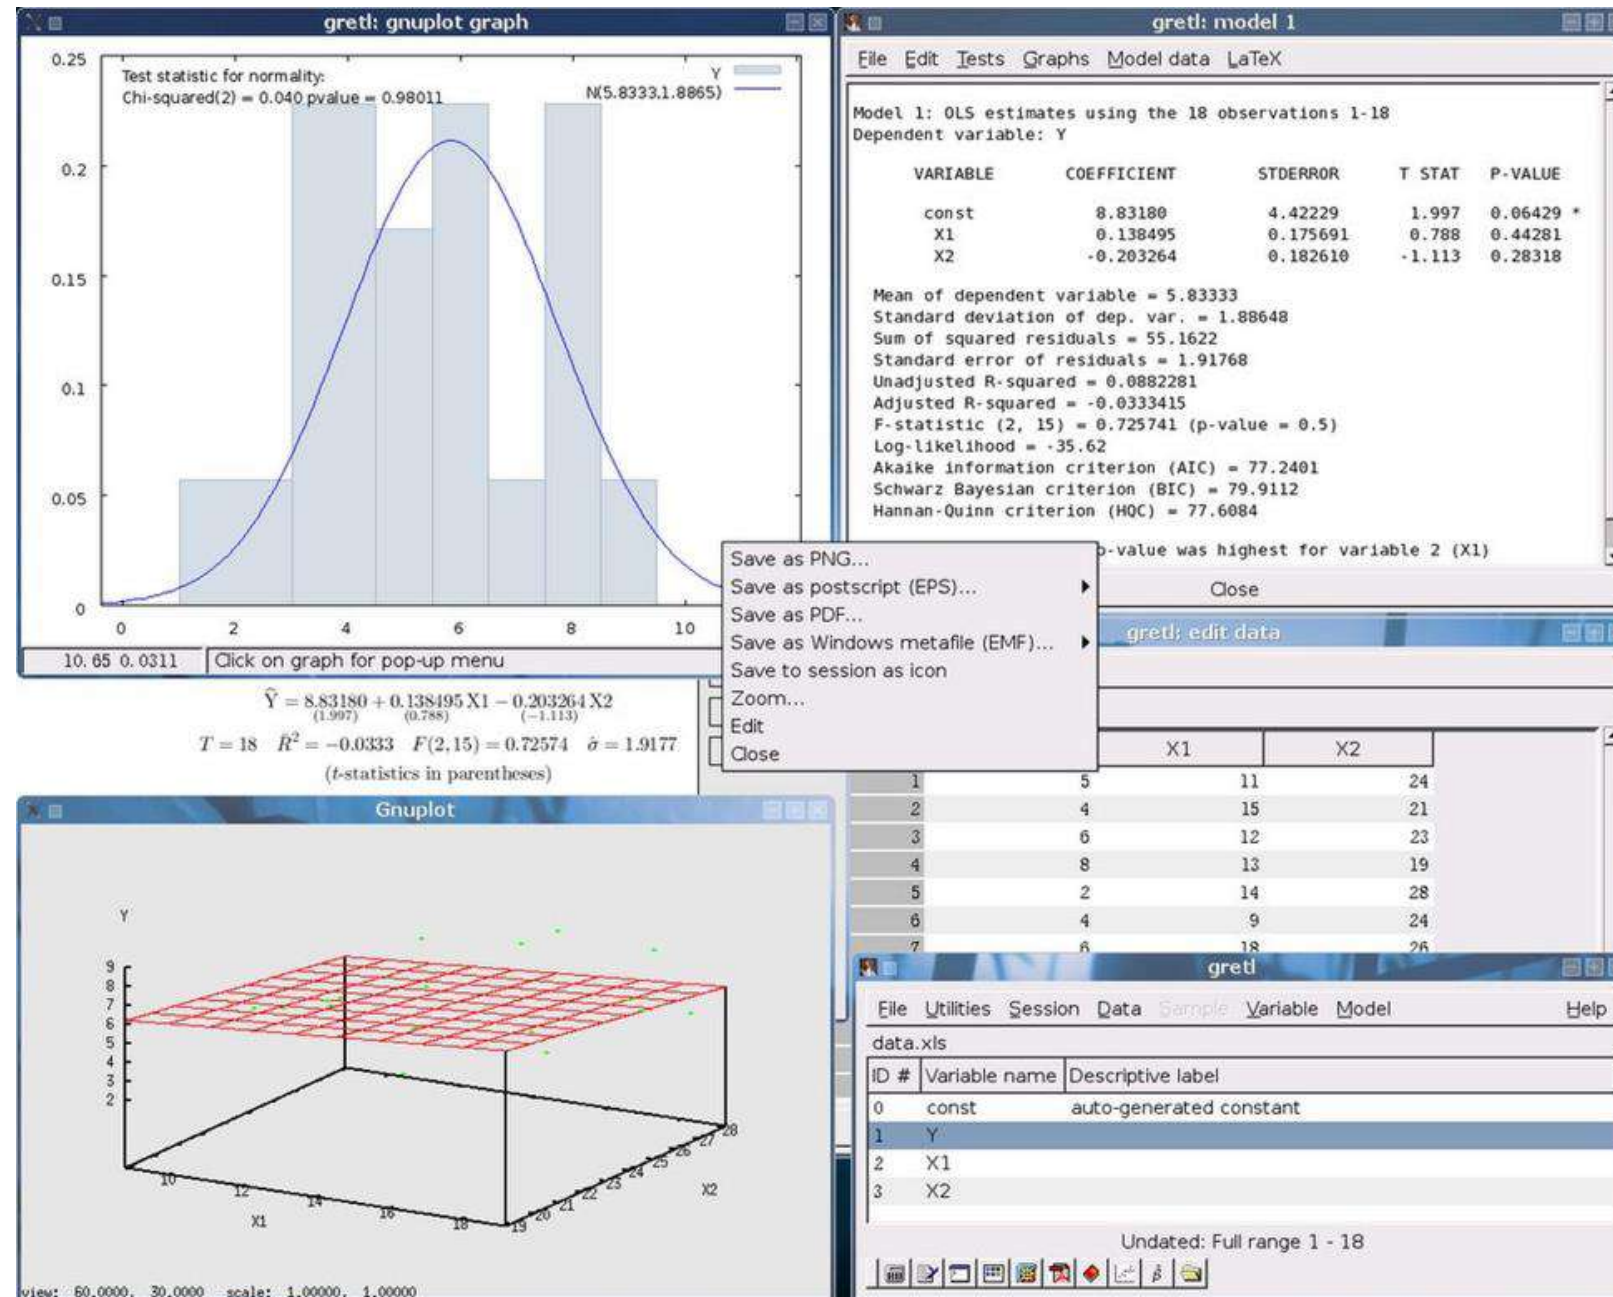 gretl: gnuplot graph
0.25
0.2
0.15
0.1
0.05
0
Test statistic for normality:
Chi-squared(2) = 0.040 pvalue = 0.98011
Y
N(5.8333,1.8865)
0 2 4 6 8 10
10.65 0.0311 Click on graph for pop-up menu
gretl: model 1
File Edit Tests Graphs Model data LaTeX
Model 1: OLS estimates using the 18 observations 1-18
Dependent variable: Y
VARIABLE COEFFICIENT STDERROR T STAT P-VALUE
const 8.83180 4.42229 1.997 0.06429 *
X1 0.138495 0.175691 0.788 0.44281
X2 -0.203264 0.182610 -1.113 0.28318
Mean of dependent variable = 5.83333
Standard deviation of dep. var. = 1.88648
Sum of squared residuals = 55.1622
Standard error of residuals = 1.91768
Unadjusted R-squared = 0.0882281
Adjusted R-squared = -0.0333415
F-statistic (2, 15) = 0.725741 (p-value = 0.5)
Log-likelihood = -35.62
Akaike information criterion (AIC) = 77.2401
Schwarz Bayesian criterion (BIC) = 79.9112
Hannan-Quinn criterion (HQC) = 77.6084
p-value was highest for variable 2 (X1)
Close
Save as PNG...
Save as postscript (EPS)...
Save as PDF...
Save as Windows metafile (EMF)...
Save to session as icon
Zoom...
Edit
Close
Ŷ = 8.83180 + 0.138495 X1 − 0.203264 X2
(1.997) (0.788) (−1.113)
T = 18 R̄² = −0.0333 F(2,15) = 0.72574 σ̂ = 1.9177
(t-statistics in parentheses)
gretl: edit data
X1 X2
1 5 11 24
2 4 15 21
3 6 12 23
4 8 13 19
5 2 14 28
6 4 9 24
7 6 18 26
Gnuplot
Y
9
8
7
6
5
4
3
2
10 12 14 16 18
X1
19 20 21 22 23 24 25 26 27 28
X2
view: 60.0000, 30.0000 scale: 1.00000, 1.00000
gretl
File Utilities Session Data Sample Variable Model Help
data.xls
ID # Variable name Descriptive label
0 const auto-generated constant
1 Y
2 X1
3 X2
Undated: Full range 1 - 18